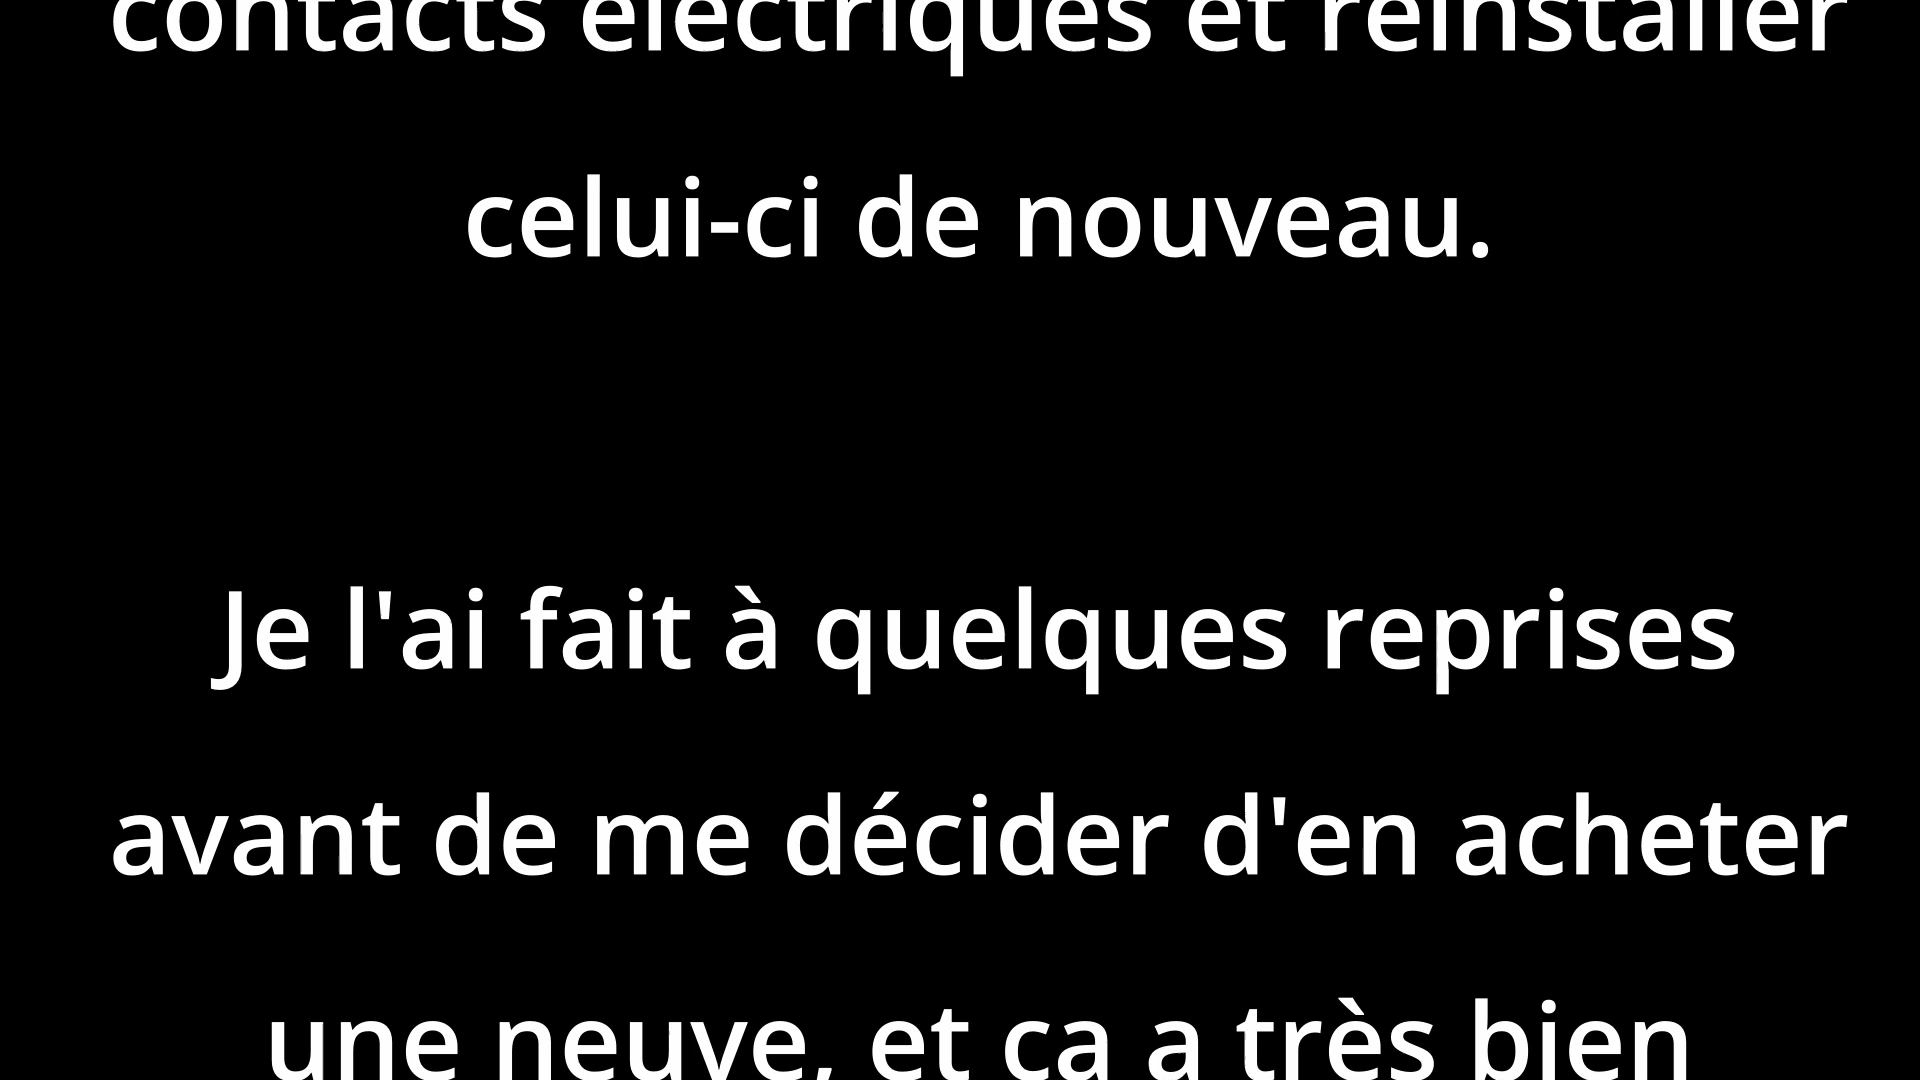 contacts électriques et réinstaller
celui-ci de nouveau.
Je l'ai fait à quelques reprises
avant de me décider d'en acheter
une neuve, et ça a très bien